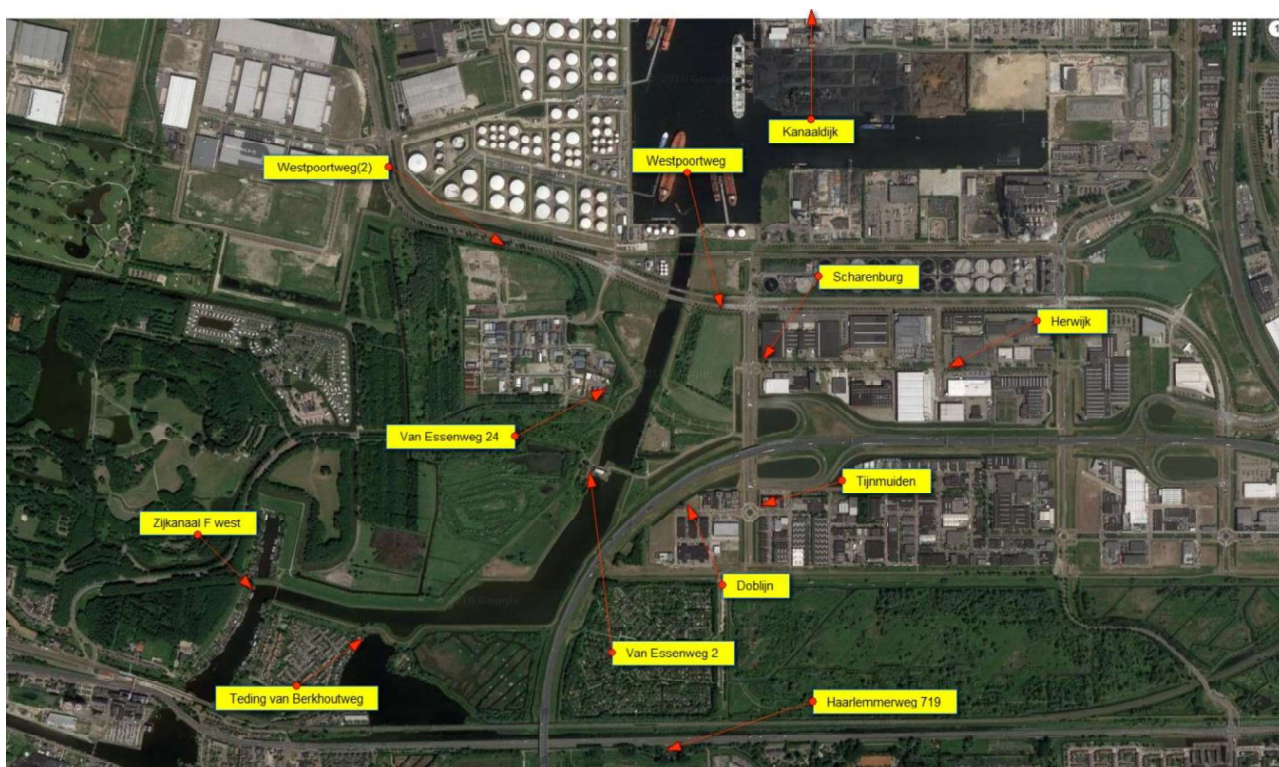 Kanaaldijk
Westpoortweg
Westpoortweg(2)
Scharenburg
Herwijk
Van Essenweg 24
Tijnmuiden
Zijkanaal F west
Doblijn
Van Essenweg 2
Teding van Berkhoutweg
Haarlemmerweg 719